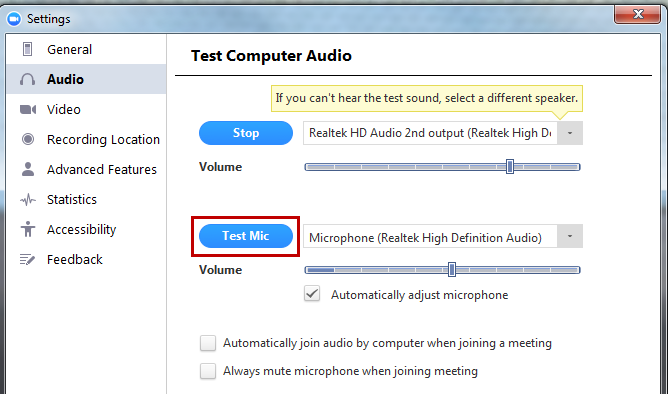 Settings
General
Audio
Video
Recording Location
Advanced Features
Statistics
Accessibility
Feedback
Test Computer Audio
If you can't hear the test sound, select a different speaker.
Stop
Realtek HD Audio 2nd output (Realtek High De
Volume
Test Mic
Microphone (Realtek High Definition Audio)
Volume
Automatically adjust microphone
Automatically join audio by computer when joining a meeting
Always mute microphone when joining meeting